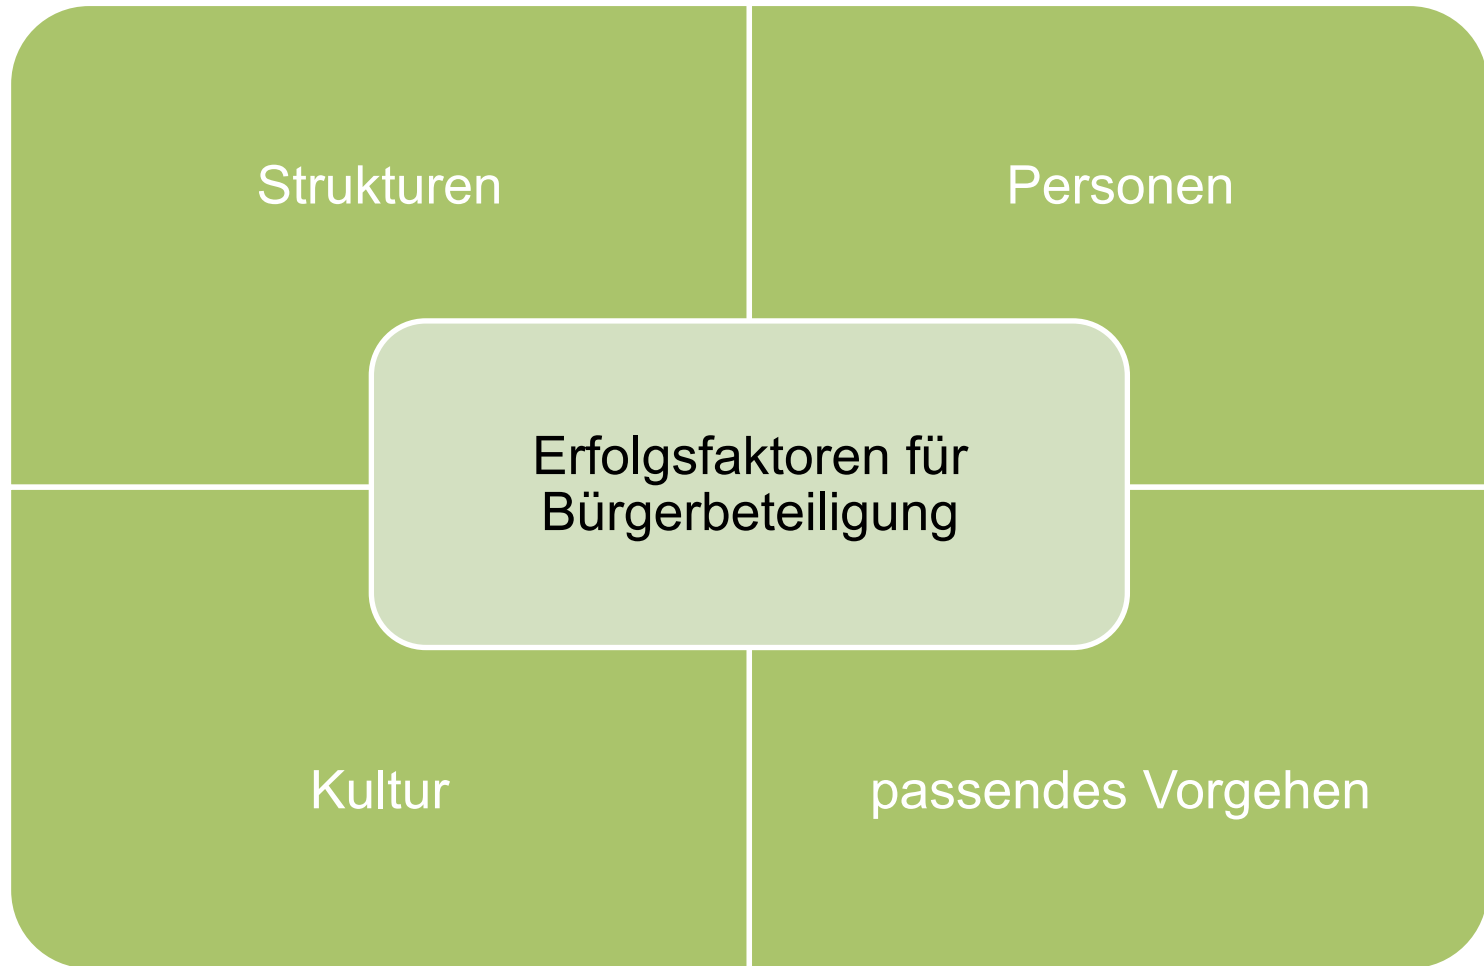 Strukturen
Personen
Erfolgsfaktoren für
Bürgerbeteiligung
Kultur
passendes Vorgehen